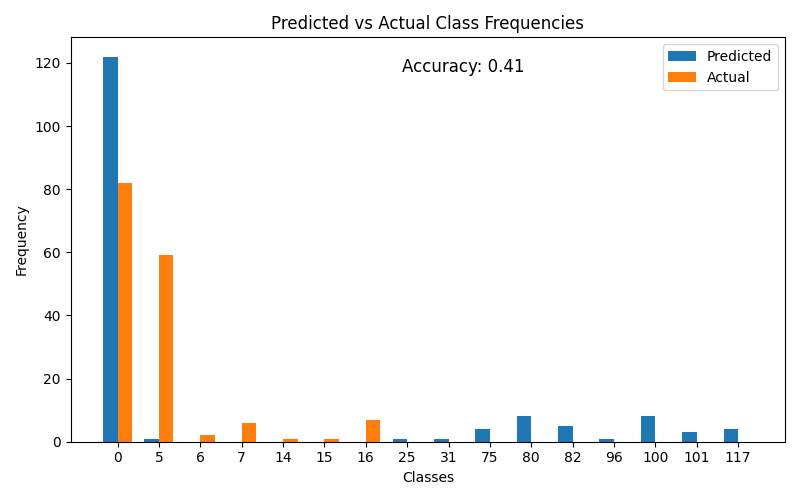 Predicted vs Actual Class Frequencies
Accuracy: 0.41
Predicted
Actual
Frequency
120
100
80
60
40
20
0
0 5 6 7 14 15 16 25 31 75 80 82 96 100 101 117
Classes